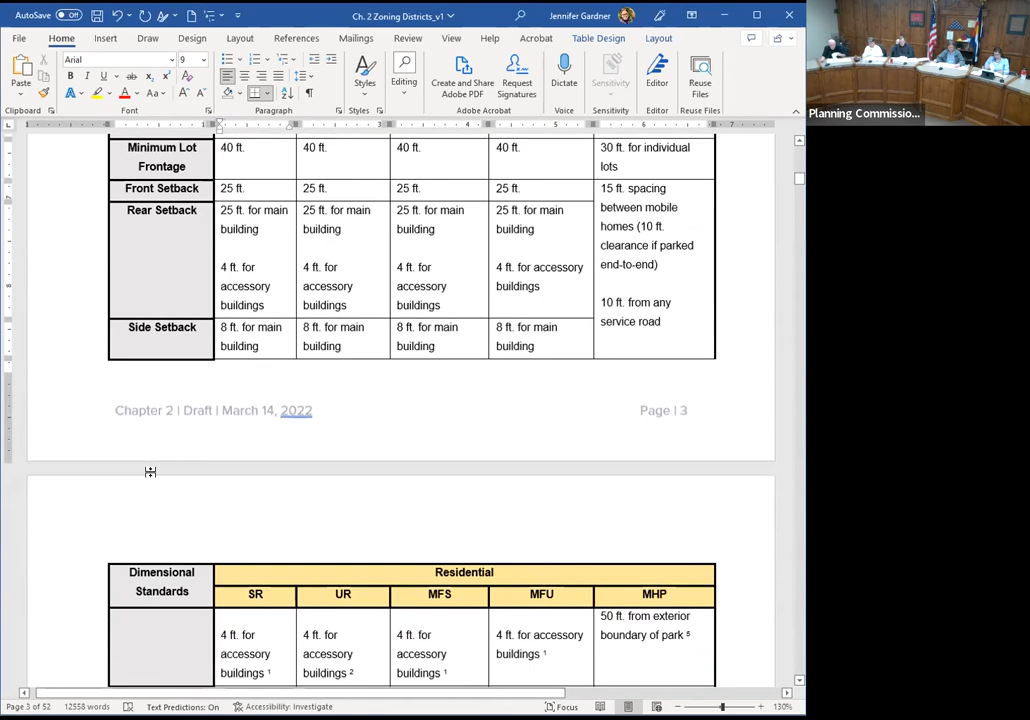 AutoSave Off Ch. 2 Zoning Districts_v1 Jennifer Gardner
File Home Insert Draw Design Layout References Mailings Review View Help Acrobat Table Design Layout
Arial 9
Paste Styles Editing Create and Share Adobe PDF Request Signatures Dictate Sensitivity Editor Reuse Files
Clipboard Font Paragraph Styles Adobe Acrobat Voice Sensitivity Editor Reuse Files
Planning Commissio...
Minimum Lot Frontage 40 ft. 40 ft. 40 ft. 40 ft. 30 ft. for individual lots
Front Setback 25 ft. 25 ft. 25 ft. 25 ft. 15 ft. spacing
between mobile
homes (10 ft.
clearance if parked
end-to-end)
10 ft. from any
service road
Rear Setback 25 ft. for main building 25 ft. for main building 25 ft. for main building 25 ft. for main building
4 ft. for accessory buildings 4 ft. for accessory buildings 4 ft. for accessory buildings 4 ft. for accessory buildings
Side Setback 8 ft. for main building 8 ft. for main building 8 ft. for main building 8 ft. for main building
Chapter 2 | Draft | March 14, 2022 Page | 3
Dimensional Standards Residential
SR UR MFS MFU MHP
4 ft. for accessory buildings ¹ 4 ft. for accessory buildings ² 4 ft. for accessory buildings ¹ 4 ft. for accessory buildings ¹ 50 ft. from exterior boundary of park ⁵
Page 3 of 52 12558 words Text Predictions: On Accessibility: Investigate Focus 130%